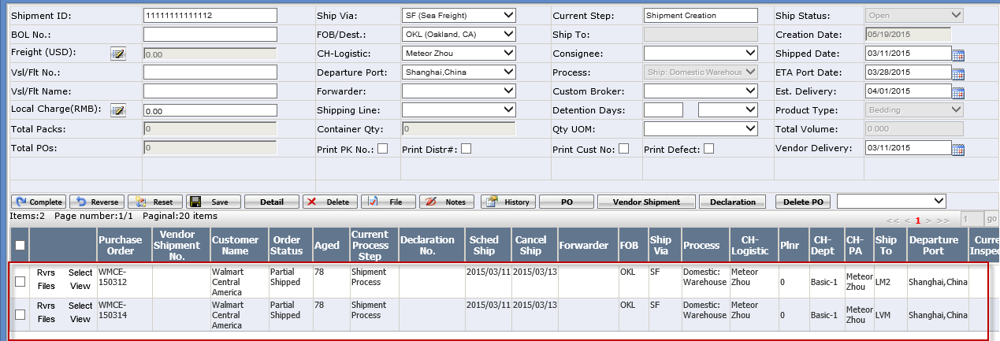 Shipment ID: 11111111111112 Ship Via: SF (Sea Freight) Current Step: Shipment Creation Ship Status: Open
BOL No.: FOB/Dest.: OKL (Oakland, CA) Ship To: Creation Date: 05/19/2015
Freight (USD): 0.00 CH-Logistic: Meteor Zhou Consignee: Shipped Date: 03/11/2015
Vsl/Flt No.: Departure Port: Shanghai,China Process: Ship: Domestic Warehous ETA Port Date: 03/28/2015
Vsl/Flt Name: Forwarder: Custom Broker: Est. Delivery: 04/01/2015
Local Charge(RMB): 0.00 Shipping Line: Detention Days: Product Type: Bedding
Total Packs: 0 Container Qty: 0 Qty UOM: Total Volume: 0.000
Total POs: 0 Print PK No.: Print Distr#: Print Cust No: Print Defect: Vendor Delivery: 03/11/2015
Complete Reverse Reset Save Detail Delete File Notes History PO Vendor Shipment Declaration Delete PO
Items:2 Page number:1/1 Paginal:20 items << < 1 > >> 1 go
Purchase Order Vendor Shipment No. Customer Name Order Status Aged Current Process Step Declaration No. Sched Ship Cancel Ship Forwarder FOB Ship Via Process CH-Logistic Plnr CH-Dept CH-PA Ship To Departure Port Curre Inspec
Rvrs Select WMCE- Walmart Partial 78 Shipment 2015/03/11 2015/03/13 OKL SF Domestic: Meteor 0 Basic-1 Meteor LM2 Shanghai,China
Files View 150312 Central Shipped Process Warehouse Zhou Zhou
America
Rvrs Select WMCE- Walmart Partial 78 Shipment 2015/03/11 2015/03/13 OKL SF Domestic: Meteor 0 Basic-1 Meteor LVM Shanghai,China
Files View 150314 Central Shipped Process Warehouse Zhou Zhou
America